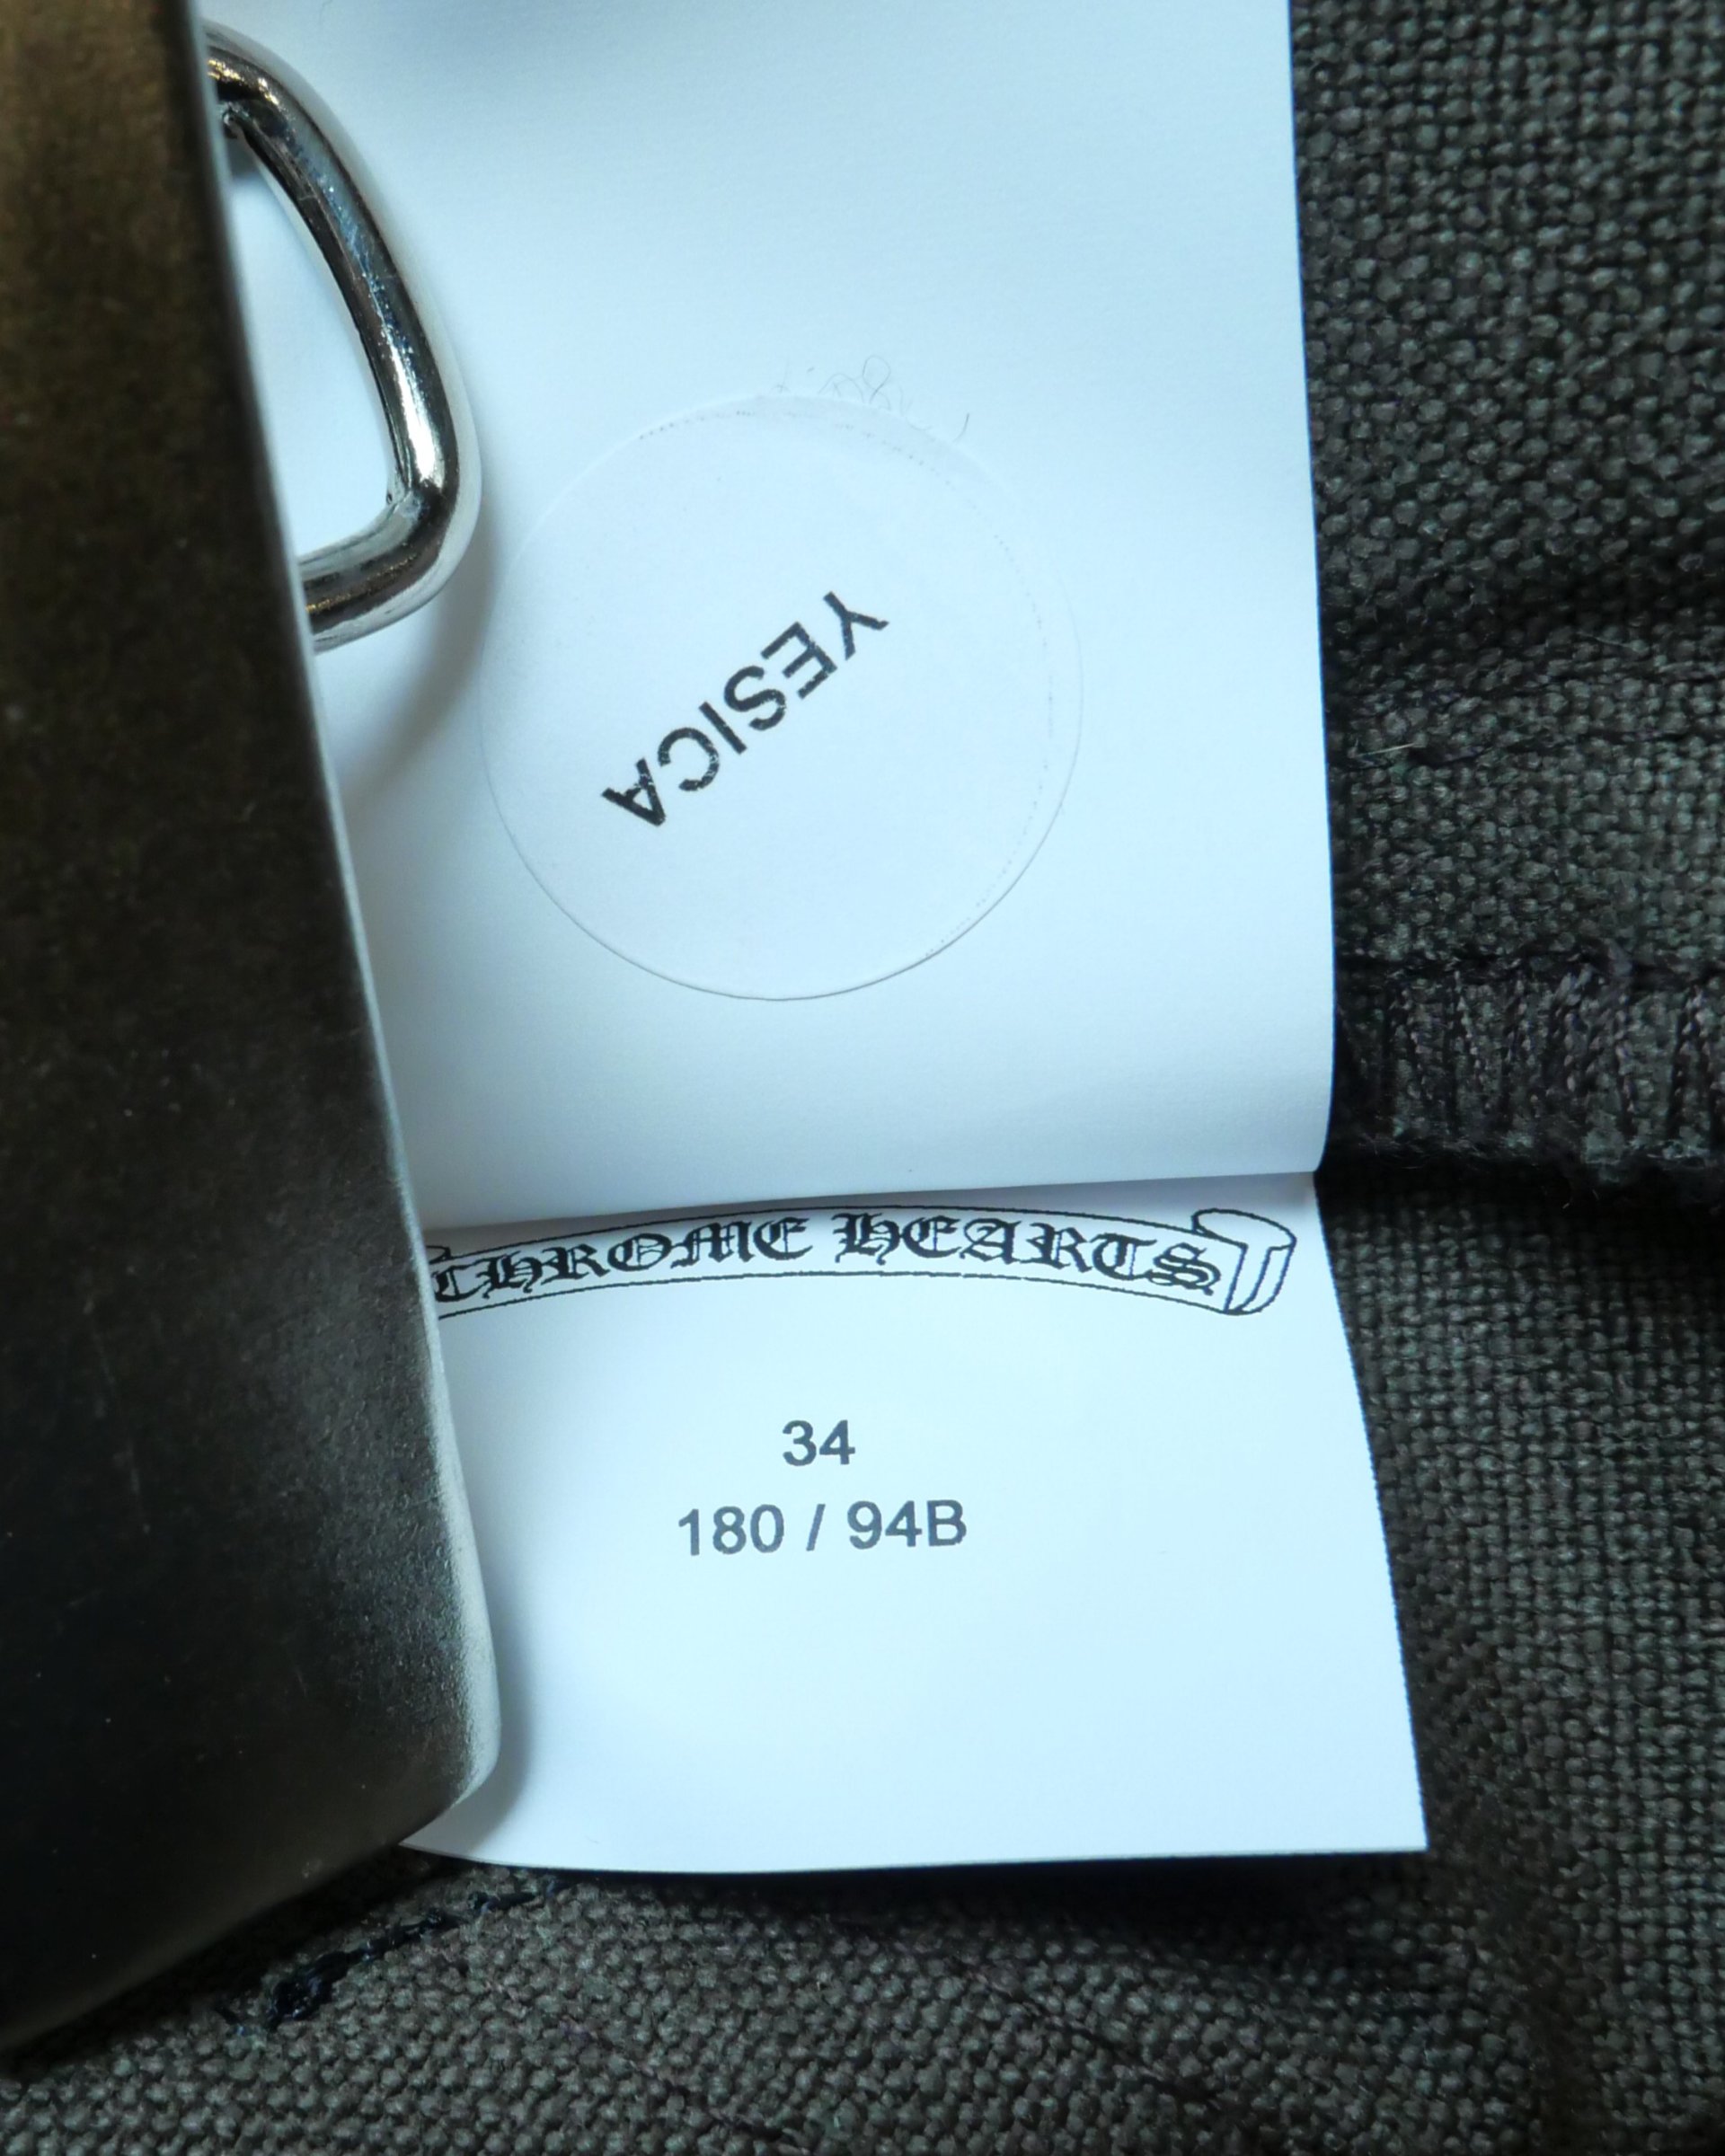 YESICA
CHROME HEARTS
34
180 / 94B